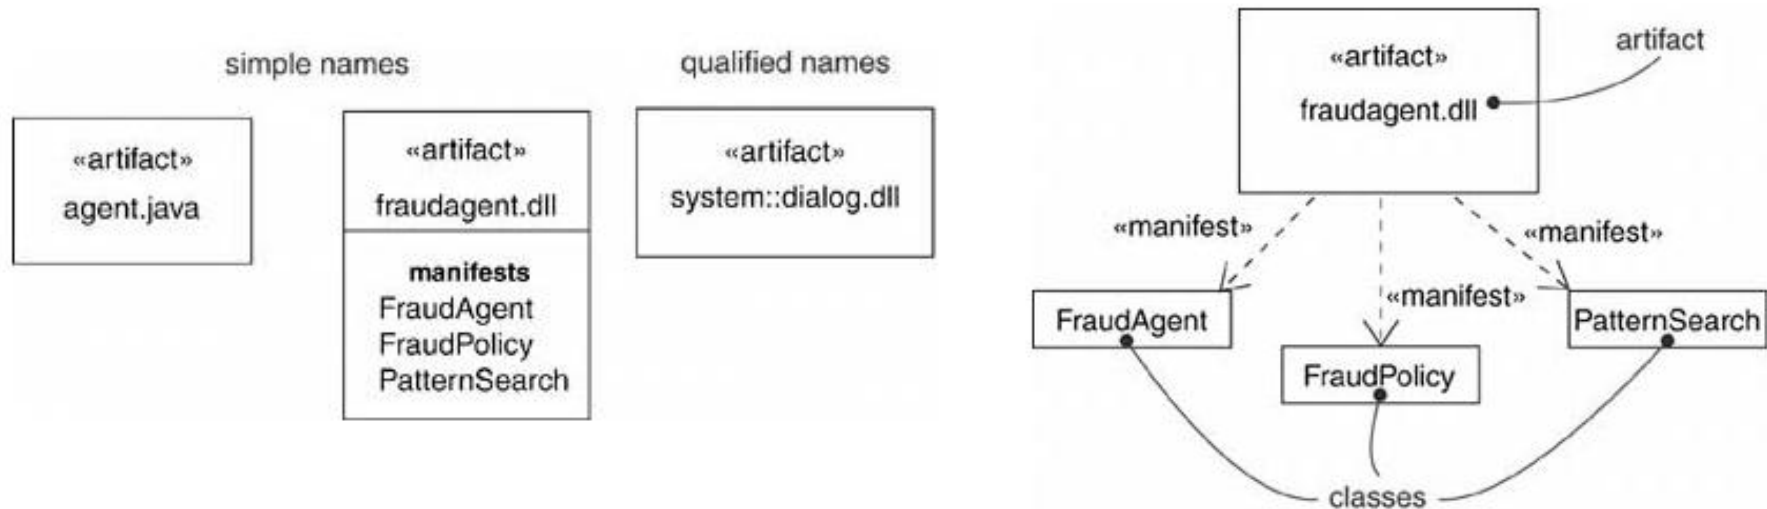 simple names
«artifact»
agent.java
«artifact»
fraudagent.dll
manifests
FraudAgent
FraudPolicy
PatternSearch
qualified names
«artifact»
system::dialog.dll
«artifact»
fraudagent.dll
artifact
«manifest»
«manifest»
«manifest»
FraudAgent
FraudPolicy
PatternSearch
classes